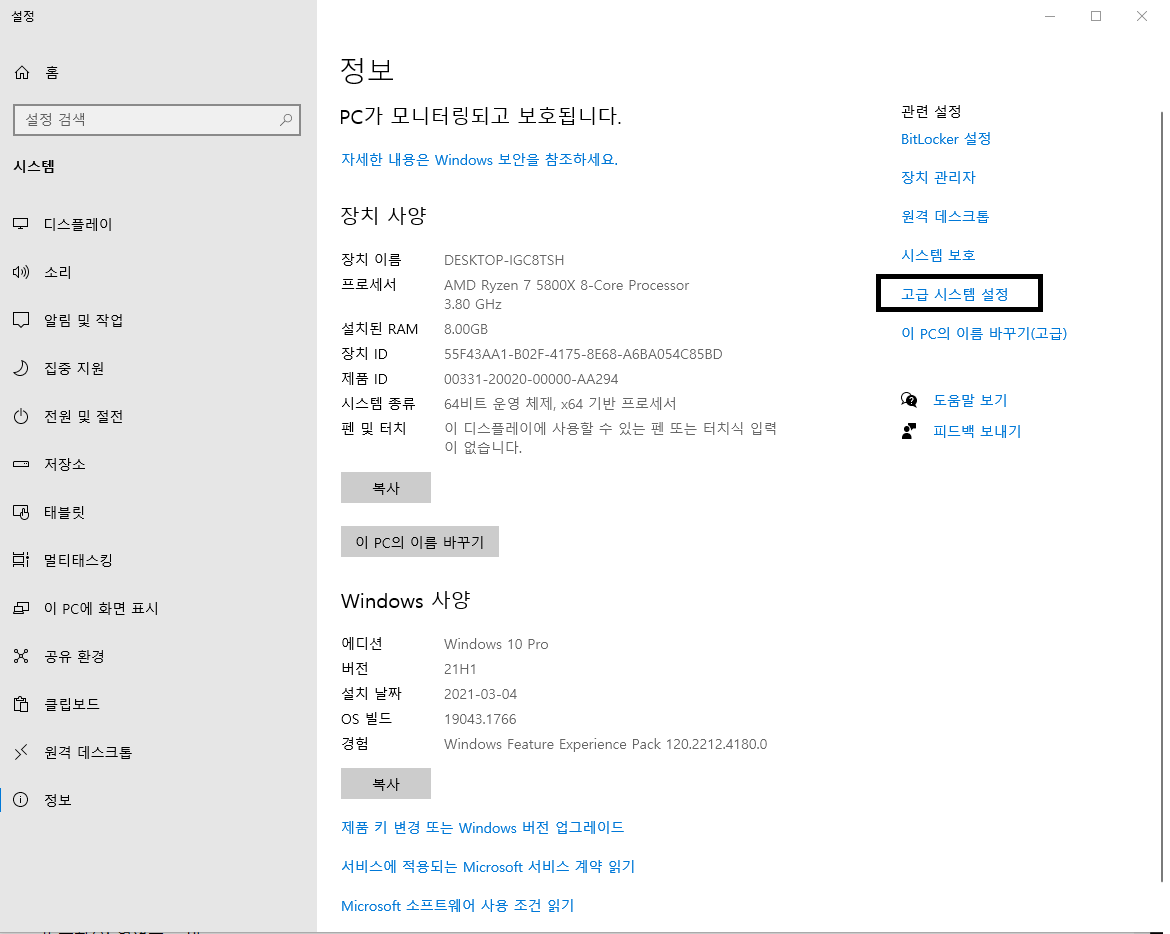 설정
홈
설정 검색
시스템
디스플레이
소리
알림 및 작업
집중 지원
전원 및 절전
저장소
태블릿
멀티태스킹
이 PC에 화면 표시
공유 환경
클립보드
원격 데스크톱
정보
정보
PC가 모니터링되고 보호됩니다.
자세한 내용은 Windows 보안을 참조하세요.
장치 사양
장치 이름 DESKTOP-IGC8TSH
프로세서 AMD Ryzen 7 5800X 8-Core Processor
3.80 GHz
설치된 RAM 8.00GB
장치 ID 55F43AA1-B02F-4175-8E68-A6BA054C85BD
제품 ID 00331-20020-00000-AA294
시스템 종류 64비트 운영 체제, x64 기반 프로세서
펜 및 터치 이 디스플레이에 사용할 수 있는 펜 또는 터치식 입력
이 없습니다.
복사
이 PC의 이름 바꾸기
Windows 사양
에디션 Windows 10 Pro
버전 21H1
설치 날짜 2021-03-04
OS 빌드 19043.1766
경험 Windows Feature Experience Pack 120.2212.4180.0
복사
제품 키 변경 또는 Windows 버전 업그레이드
서비스에 적용되는 Microsoft 서비스 계약 읽기
Microsoft 소프트웨어 사용 조건 읽기
관련 설정
BitLocker 설정
장치 관리자
원격 데스크톱
시스템 보호
고급 시스템 설정
이 PC의 이름 바꾸기(고급)
도움말 보기
피드백 보내기